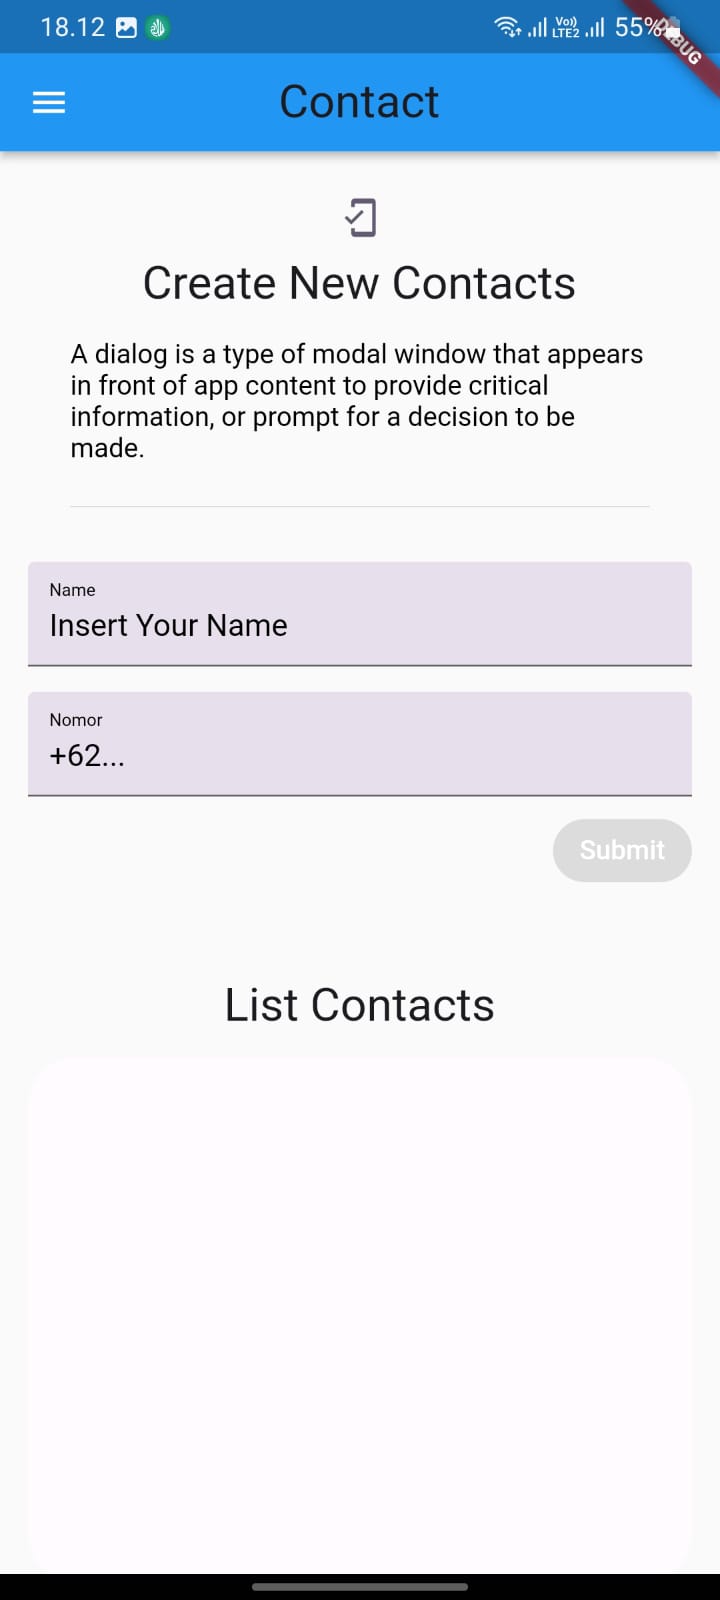 18.12
Vo)) LTE2
55%
DEBUG
Contact
Create New Contacts
A dialog is a type of modal window that appears
in front of app content to provide critical
information, or prompt for a decision to be
made.
Name
Insert Your Name
Nomor
+62...
Submit
List Contacts